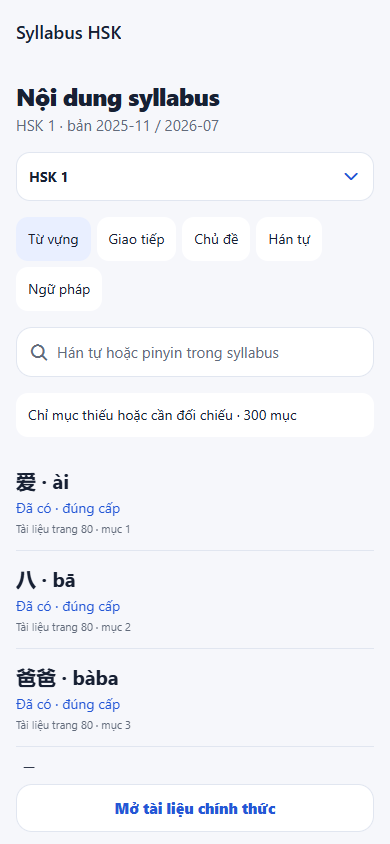 Syllabus HSK
Nội dung syllabus
HSK 1 · bản 2025-11 / 2026-07
HSK 1
Từ vựng Giao tiếp Chủ đề Hán tự
Ngữ pháp
Hán tự hoặc pinyin trong syllabus
Chỉ mục thiếu hoặc cần đối chiếu · 300 mục
爱 · ài
Đã có · đúng cấp
Tài liệu trang 80 · mục 1
八 · bā
Đã có · đúng cấp
Tài liệu trang 80 · mục 2
爸爸 · bàba
Đã có · đúng cấp
Tài liệu trang 80 · mục 3
Mở tài liệu chính thức